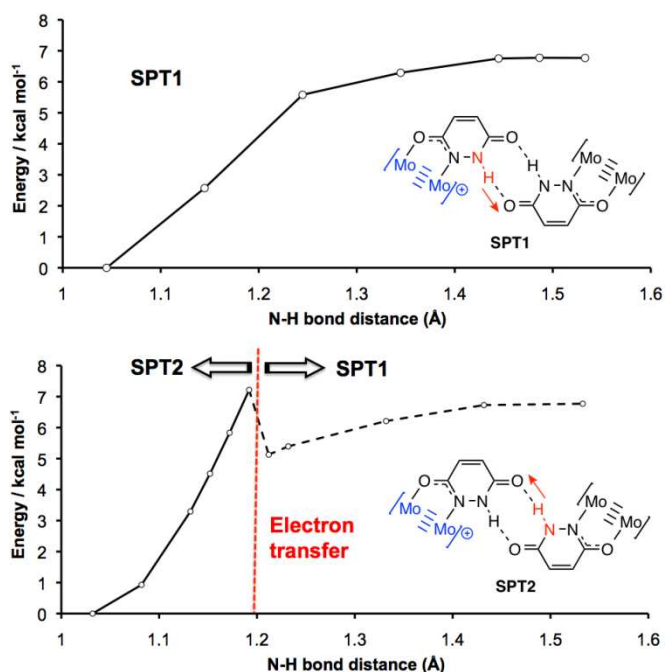 SPT1
Energy / kcal mol-1
8
7
6
5
4
3
2
1
0
1 1.1 1.2 1.3 1.4 1.5 1.6
N-H bond distance (Å)
O O
Mo N N H
Mo ⊕ H N N Mo
O O Mo
SPT1
SPT2 SPT1
Energy / kcal mol-1
8
7
6
5
4
3
2
1
0
Electron
transfer
1 1.1 1.2 1.3 1.4 1.5 1.6
N-H bond distance (Å)
O O
Mo N N H Mo
Mo ⊕ H N N Mo
O O
SPT2